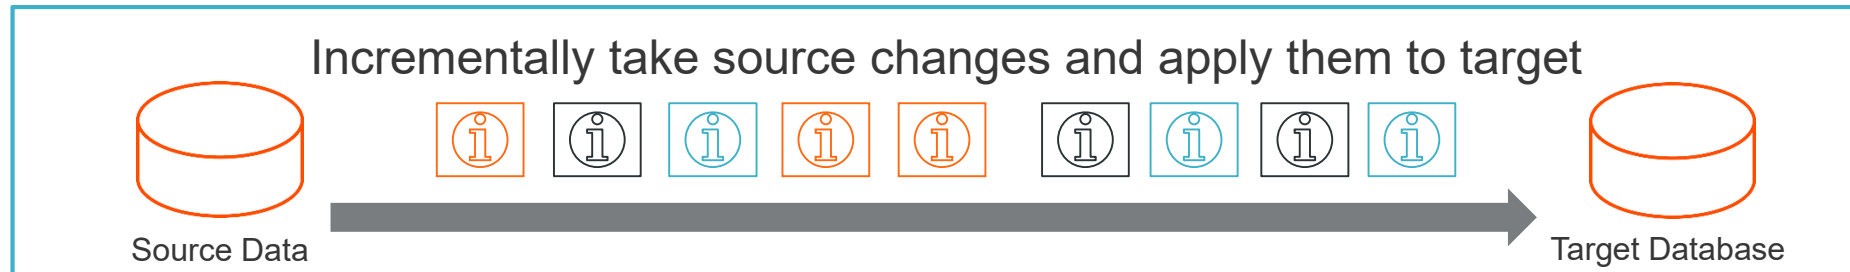 Incrementally take source changes and apply them to target
Source Data
Target Database